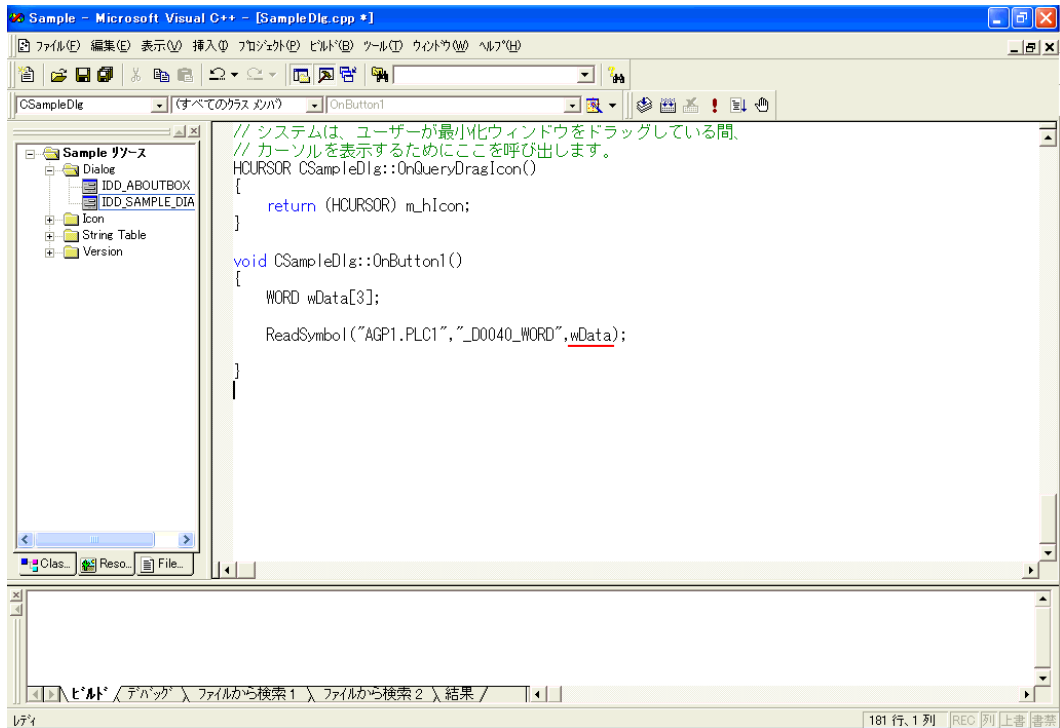 Sample - Microsoft Visual C++ - [SampleDlg.cpp *]
ファイル(F) 編集(E) 表示(V) 挿入(I) プロジェクト(P) ビルド(B) ツール(T) ウィンドウ(W) ヘルプ(H)
CSampleDlg (すべてのクラス メンバ) OnButton1
Sample リソース
Dialog
IDD_ABOUTBOX
IDD_SAMPLE_DIA
Icon
String Table
Version
Clas... Reso... File...
// システムは、ユーザーが最小化ウィンドウをドラッグしている間、
// カーソルを表示するためにここを呼び出します。
HCURSOR CSampleDlg::OnQueryDragIcon()
{
return (HCURSOR) m_hIcon;
}
void CSampleDlg::OnButton1()
{
WORD wData[3];
ReadSymbol("AGP1.PLC1","_D0040_WORD",wData);
}
ビルド デバッグ ファイルから検索1 ファイルから検索2 結果
レディ 181 行、1 列 REC 列 上書 書禁